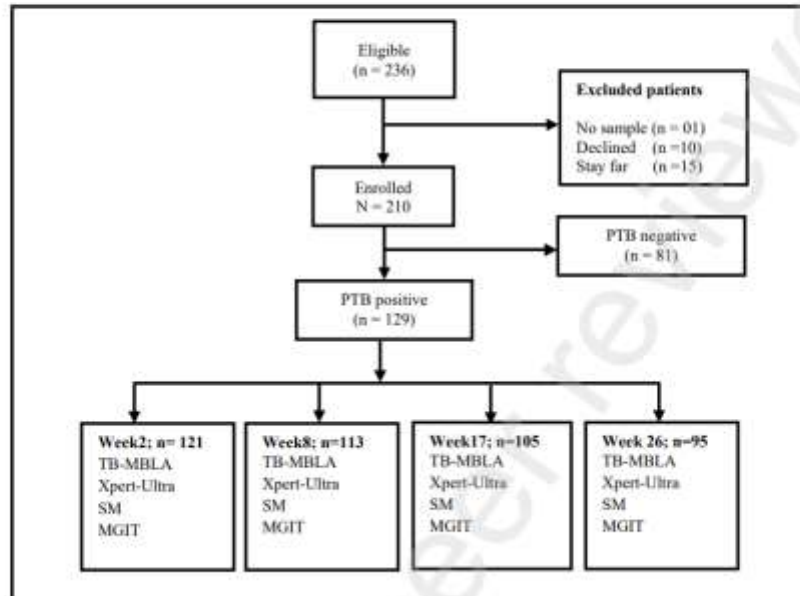 Eligible
(n = 236)
Excluded patients
No sample (n = 01)
Declined (n =10)
Stay far (n =15)
Enrolled
N = 210
PTB negative
(n = 81)
PTB positive
(n = 129)
Week2; n= 121
TB-MBLA
Xpert-Ultra
SM
MGIT
Week8; n=113
TB-MBLA
Xpert-Ultra
SM
MGIT
Week17; n=105
TB-MBLA
Xpert-Ultra
SM
MGIT
Week 26; n=95
TB-MBLA
Xpert-Ultra
SM
MGIT
eer reviewe